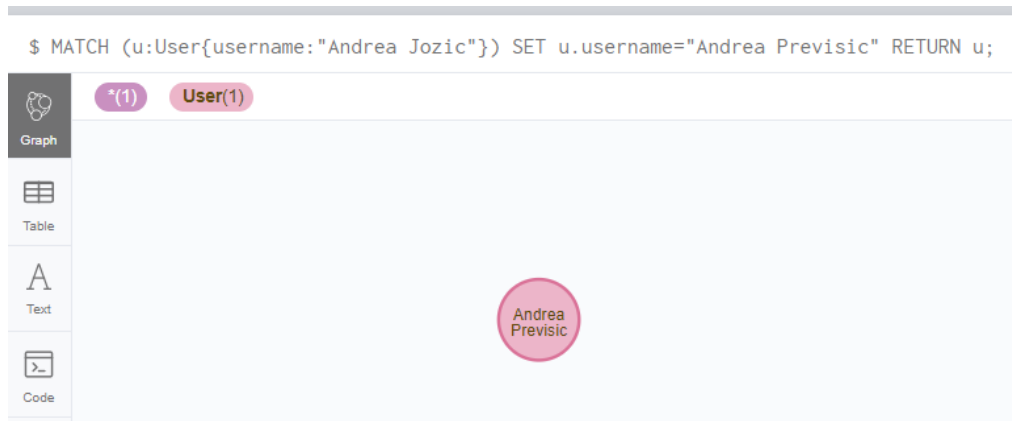 $ MATCH (u:User{username:"Andrea Jozic"}) SET u.username="Andrea Previsic" RETURN u;
*(1) User(1)
Graph
Table
Text
Code
Andrea
Previsic